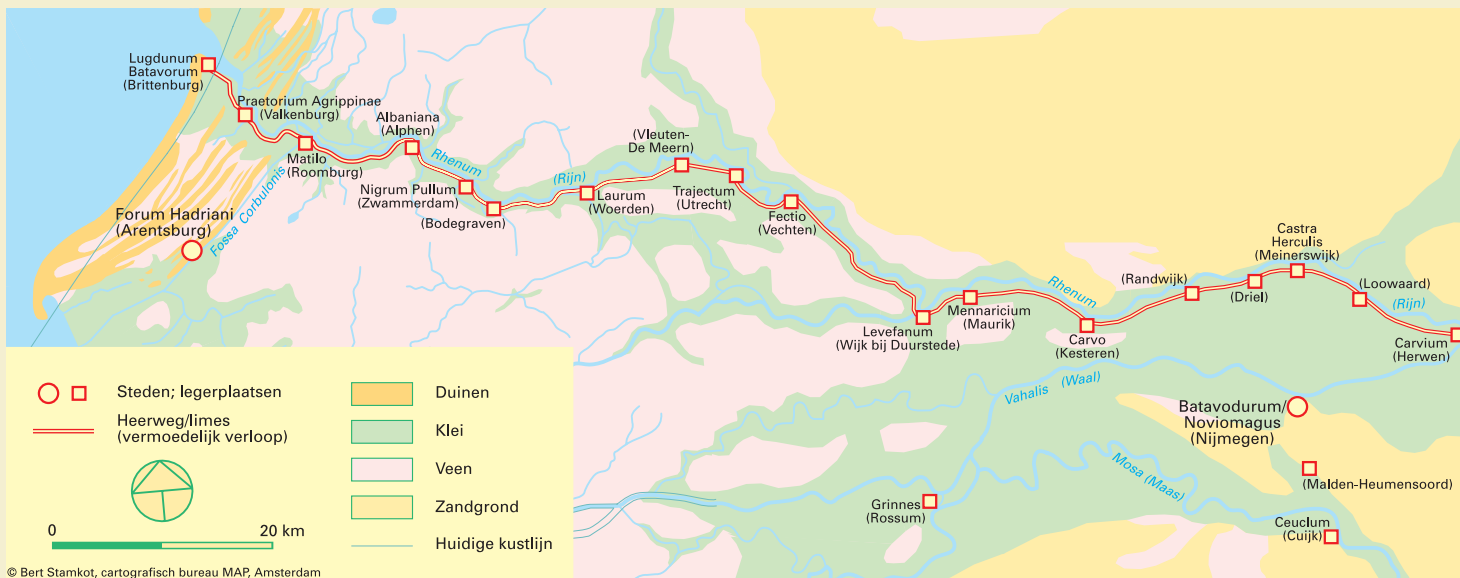 Lugdunum
Batavorum
(Brittenburg)
Praetorium Agrippinae
(Valkenburg)
Matilo
(Roomburg)
Albaniana
(Alphen)
Rhenum
Nigrum Pullum
(Zwammerdam)
(Bodegraven)
(Rijn)
Laurum
(Woerden)
(Vleuten-
De Meern)
Trajectum
(Utrecht)
Fectio
(Vechten)
Forum Hadriani
(Arentsburg)
Fossa Corbulonis
Levefanum
(Wijk bij Duurstede)
Mennaricium
(Maurik)
Rhenum
Carvo
(Kesteren)
(Randwijk)
(Driel)
Castra
Herculis
(Meinerswijk)
(Loowaard)
(Rijn)
Carvium
(Herwen)
Vahalis (Waal)
Batavodurum/
Noviomagus
(Nijmegen)
Mosa (Maas)
(Malden-Heumensoord)
Grinnes
(Rossum)
Ceuclum
(Cuijk)
Steden; legerplaatsen
Heerweg/limes
(vermoedelijk verloop)
0 20 km
Duinen
Klei
Veen
Zandgrond
Huidige kustlijn
© Bert Stamkot, cartografisch bureau MAP, Amsterdam